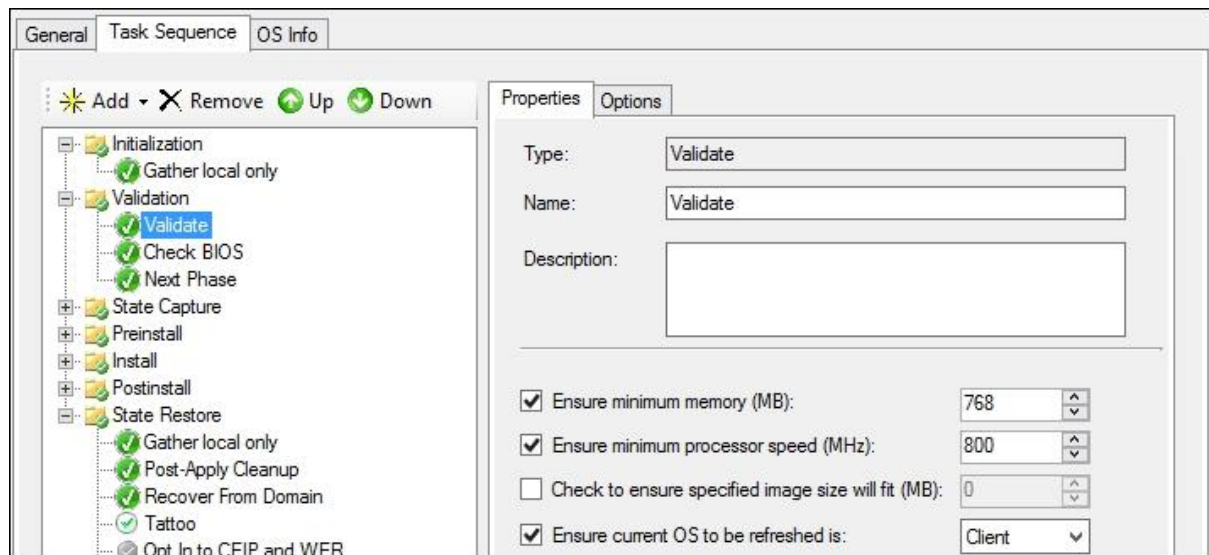 General Task Sequence OS Info
Add Remove Up Down
Initialization
Gather local only
Validation
Validate
Check BIOS
Next Phase
State Capture
Preinstall
Install
Postinstall
State Restore
Gather local only
Post-Apply Cleanup
Recover From Domain
Tattoo
Opt In to CEIP and WER
Properties Options
Type: Validate
Name: Validate
Description:
Ensure minimum memory (MB): 768
Ensure minimum processor speed (MHz): 800
Check to ensure specified image size will fit (MB): 0
Ensure current OS to be refreshed is: Client